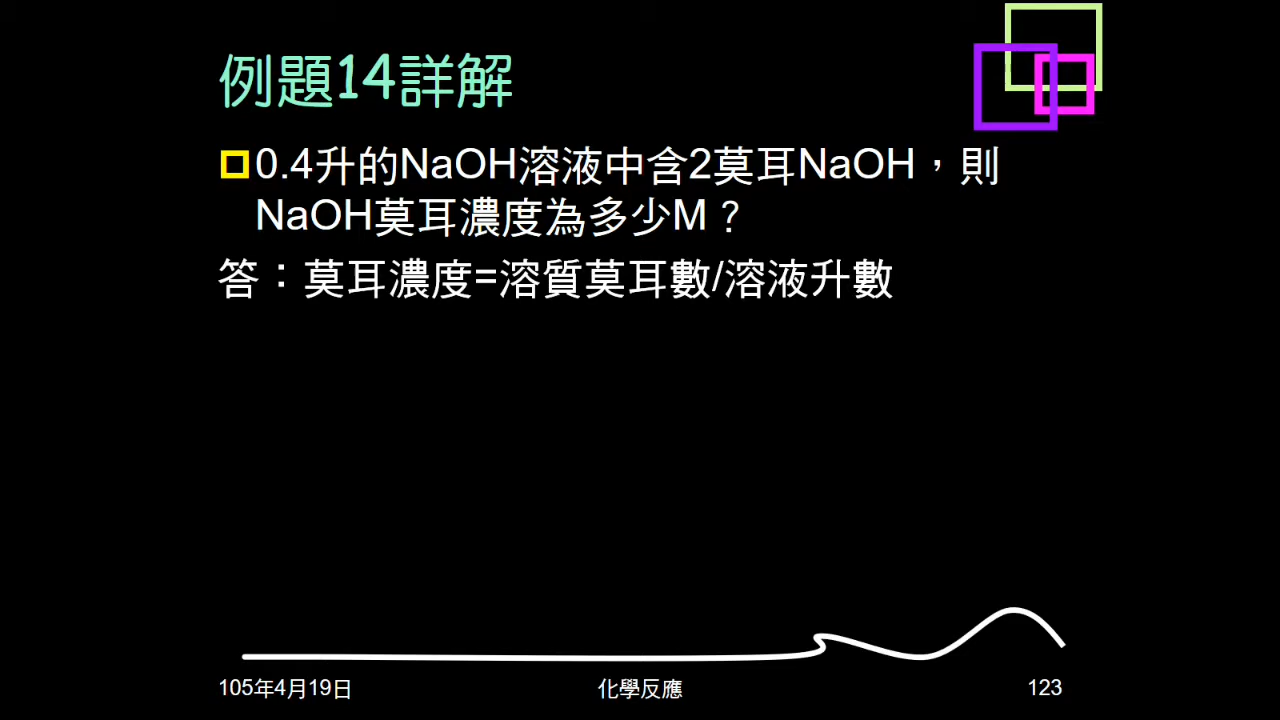 例題14詳解
0.4升的NaOH溶液中含2莫耳NaOH，則
NaOH莫耳濃度為多少M？
答：莫耳濃度=溶質莫耳數/溶液升數
105年4月19日
化學反應
123